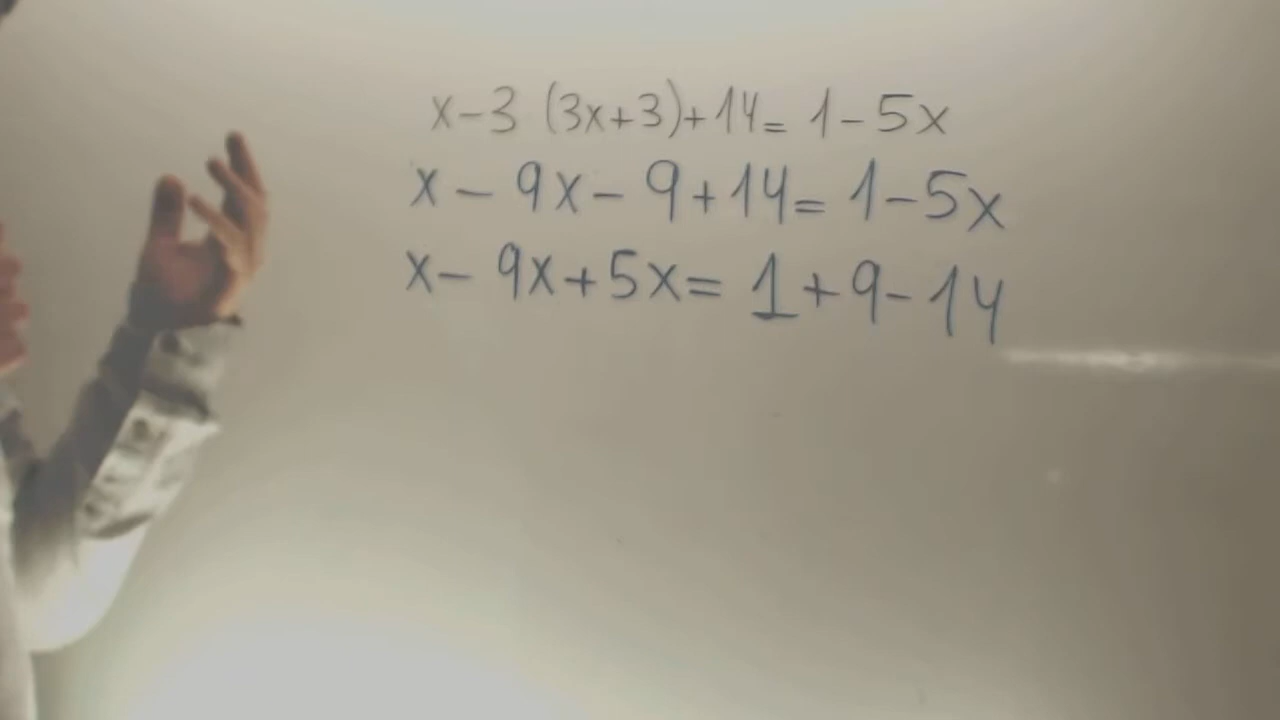 x-3 (3x+3)+14= 1-5x
x - 9x - 9 + 14 = 1 - 5x
x - 9x + 5x = 1 + 9 - 14